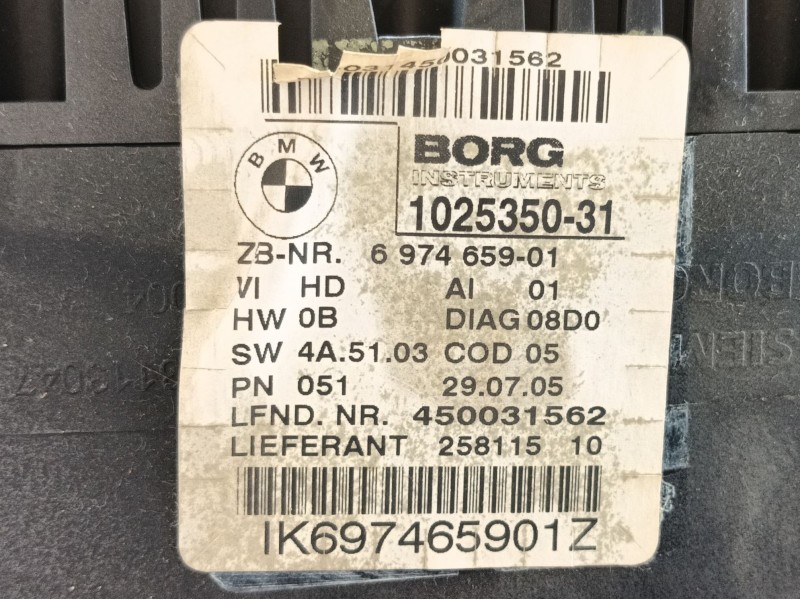 450031562
BMW
BORG
INSTRUMENTS
1025350-31
ZB-NR. 6 974 659-01
VI HD AI 01
HW 0B DIAG 08D0
SW 4A.51.03 COD 05
PN 051 29.07.05
LFND. NR. 450031562
LIEFERANT 258115 10
IK697465901Z